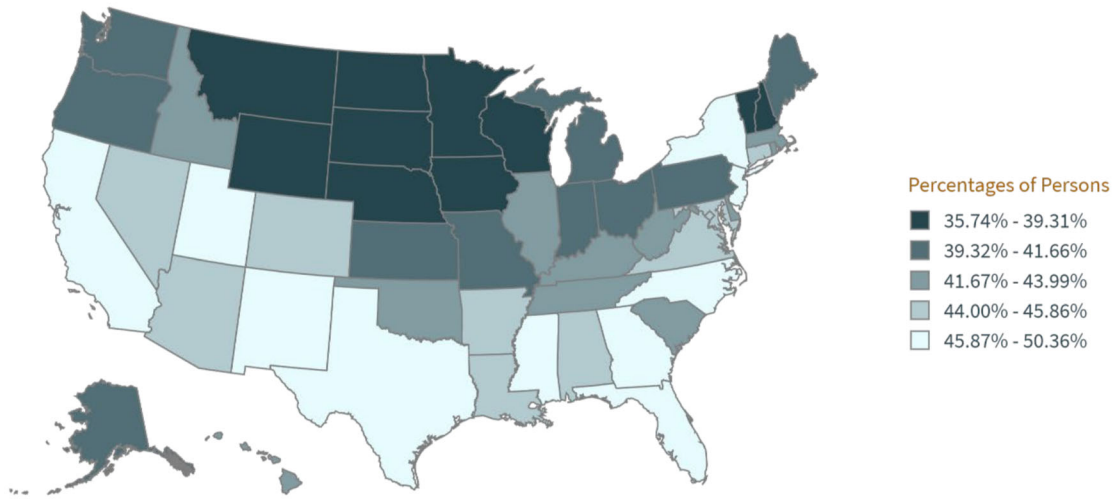 Percentages of Persons
35.74% - 39.31%
39.32% - 41.66%
41.67% - 43.99%
44.00% - 45.86%
45.87% - 50.36%